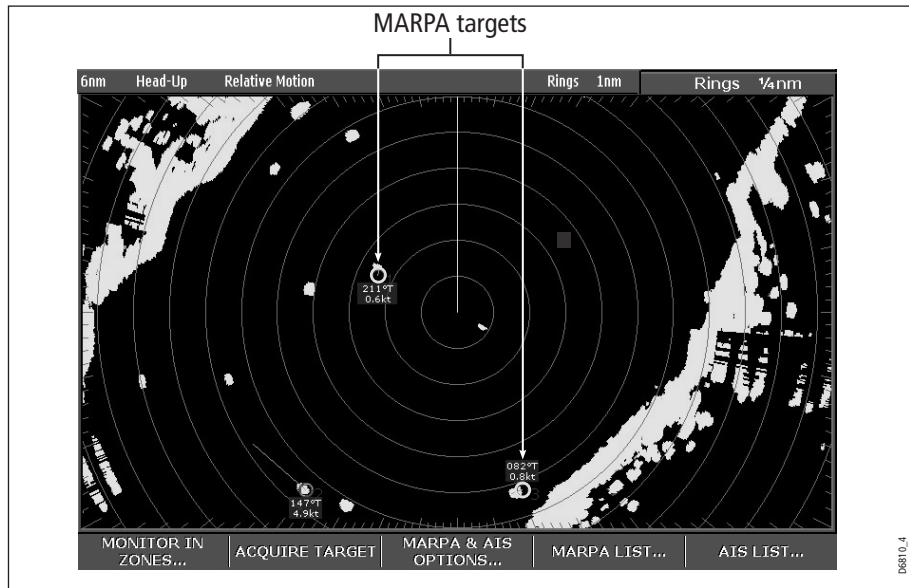 MARPA targets
6nm Head-Up Relative Motion Rings 1nm Rings ¼nm
211°T
0.6kt
082°T
0.8kt
3
147°T
4.9kt
MONITOR IN
ZONES...
ACQUIRE TARGET
MARPA & AIS
OPTIONS...
MARPA LIST...
AIS LIST...
D6810_4